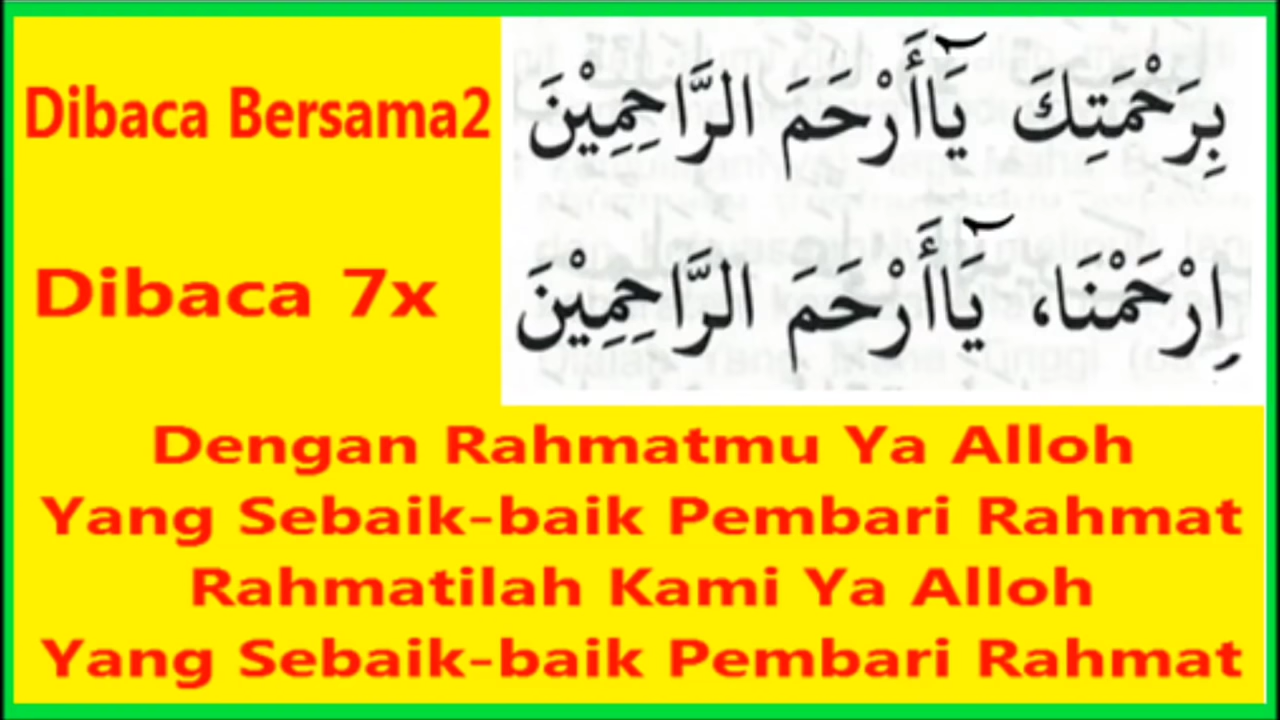 Dibaca Bersama2
بِرَحْمَتِكَ يَآأَرْحَمَ الرَّاحِمِيْنَ
Dibaca 7x
اِرْحَمْنَا، يَآأَرْحَمَ الرَّاحِمِيْنَ
Dengan Rahmatmu Ya Alloh
Yang Sebaik-baik Pembari Rahmat
Rahmatilah Kami Ya Alloh
Yang Sebaik-baik Pembari Rahmat